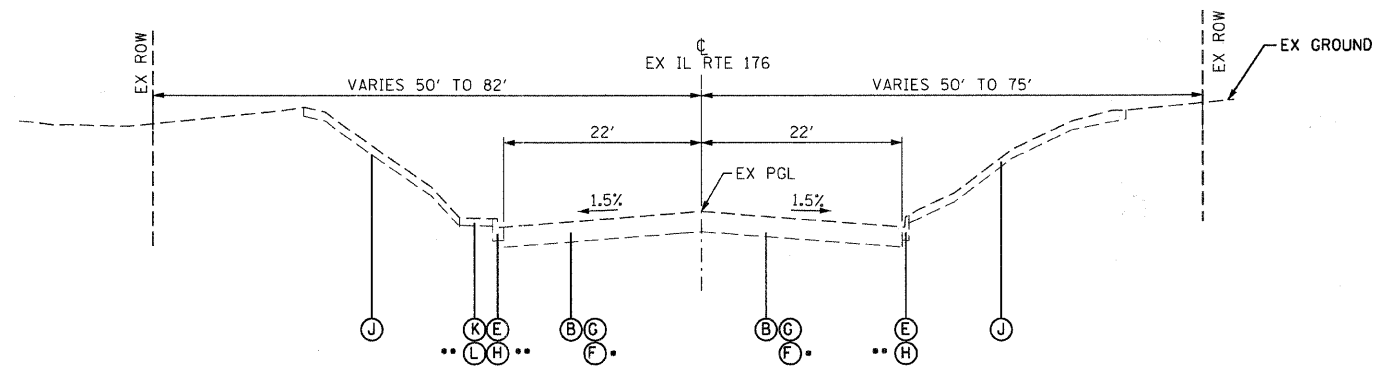 EX ROW
℄
EX IL RTE 176
EX ROW
EX GROUND
VARIES 50' TO 82'
VARIES 50' TO 75'
22'
22'
EX PGL
1.5%
1.5%
J
K E
B G
B G
E
J
•• L H ••
F •
F •
•• H